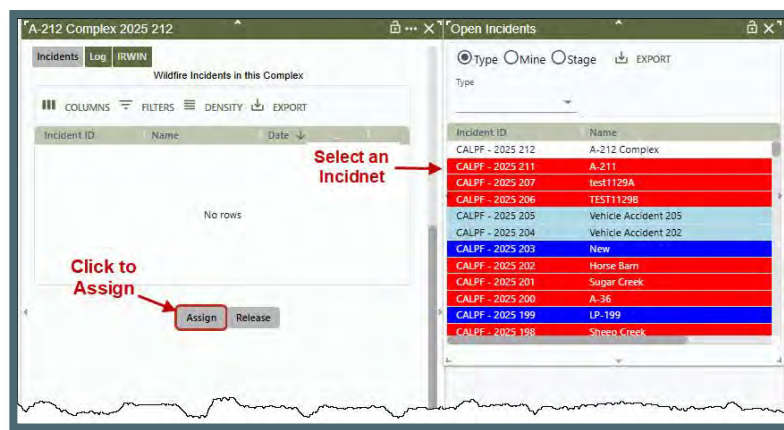 A-212 Complex 2025 212
Incidents Log IRWIN
Wildfire Incidents in this Complex
COLUMNS FILTERS DENSITY EXPORT
Incident ID Name Date
No rows
Click to
Assign
Assign Release
Select an
Incidnet
Open Incidents
Type Mine Stage EXPORT
Type
Incident ID Name
CALPF - 2025 212 A-212 Complex
CALPF - 2025 211 A-211
CALPF - 2025 207 test1129A
CALPF - 2025 206 TEST1129B
CALPF - 2025 205 Vehicle Accident 205
CALPF - 2025 204 Vehicle Accident 202
CALPF - 2025 203 New
CALPF - 2025 202 Horse Barn
CALPF - 2025 201 Sugar Creek
CALPF - 2025 200 A-36
CALPF - 2025 199 LP-199
CALPF - 2025 198 Sheep Creek